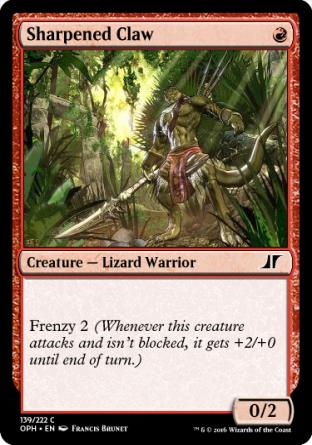 Sharpened Claw
Creature — Lizard Warrior
Frenzy 2 (Whenever this creature
attacks and isn't blocked, it gets +2/+0
until end of turn.)
0/2
139/222 C
OPH • EN Francis Brunet
™ & © 2016 Wizards of the Coast